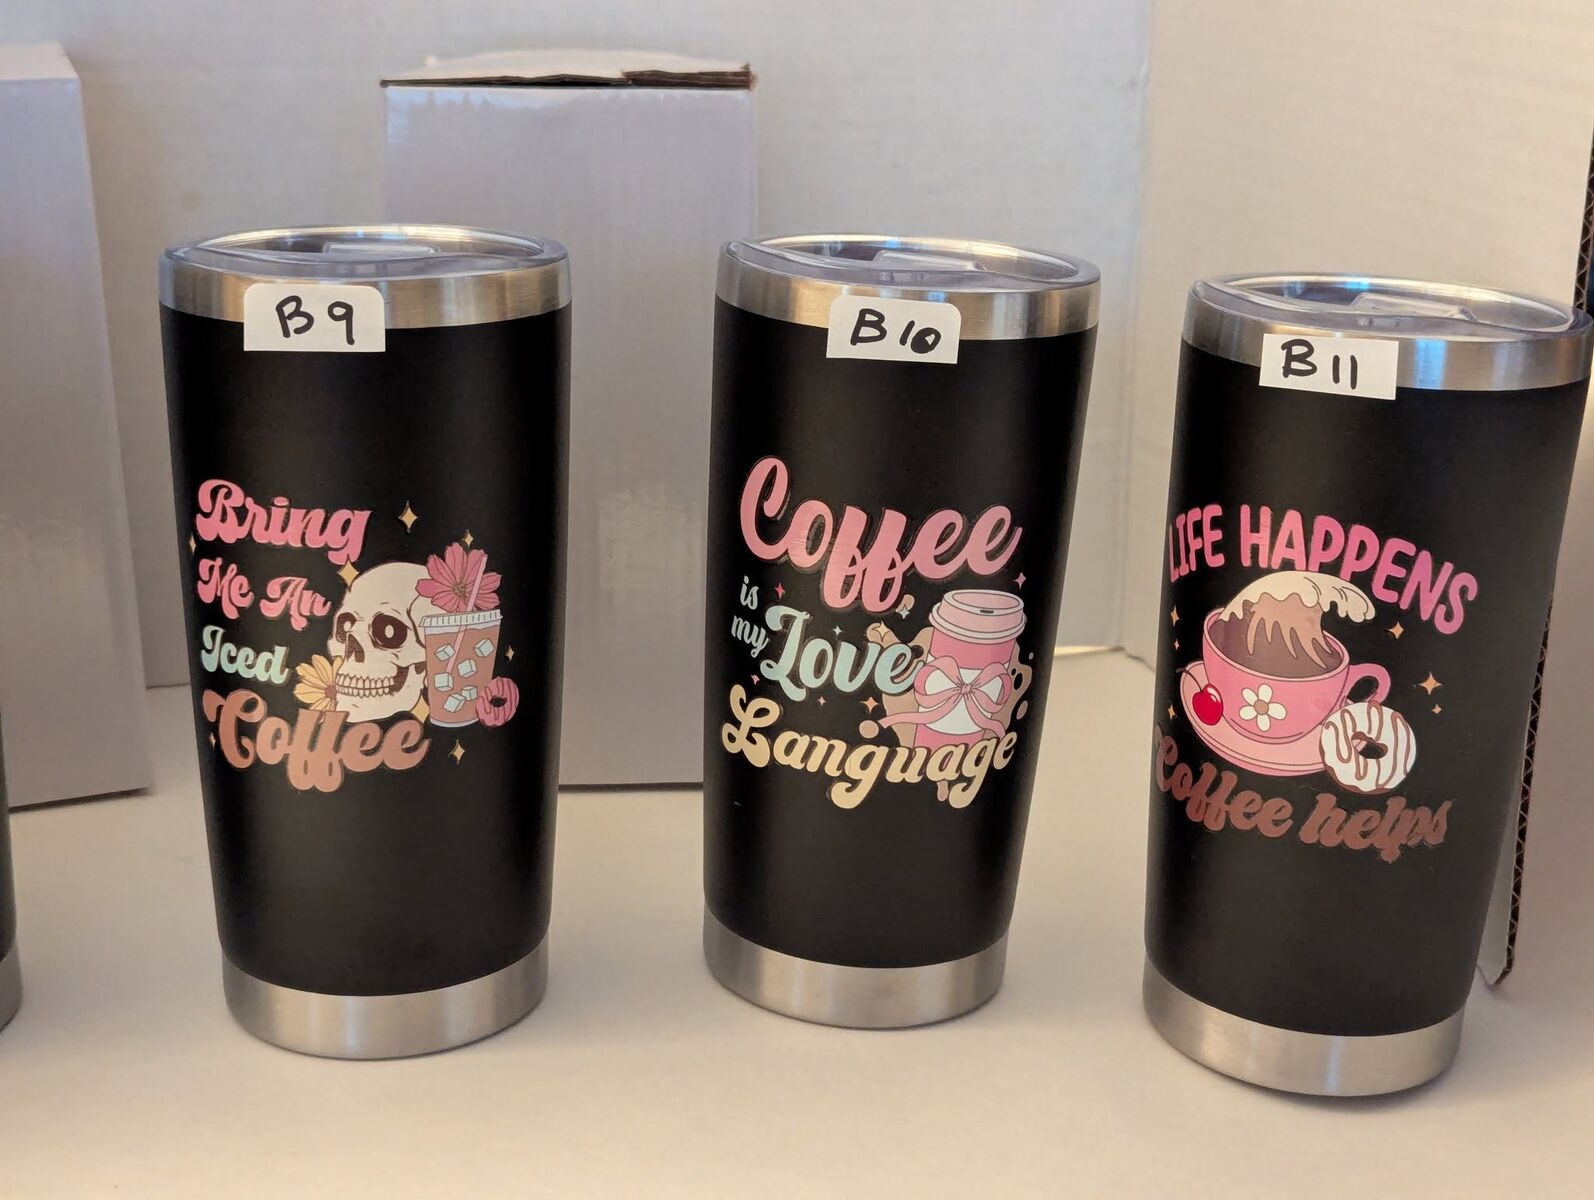 B9
Bring
Me An
Iced
Coffee
B10
Coffee
is
my Love
Language
B11
LIFE HAPPENS
Coffee helps